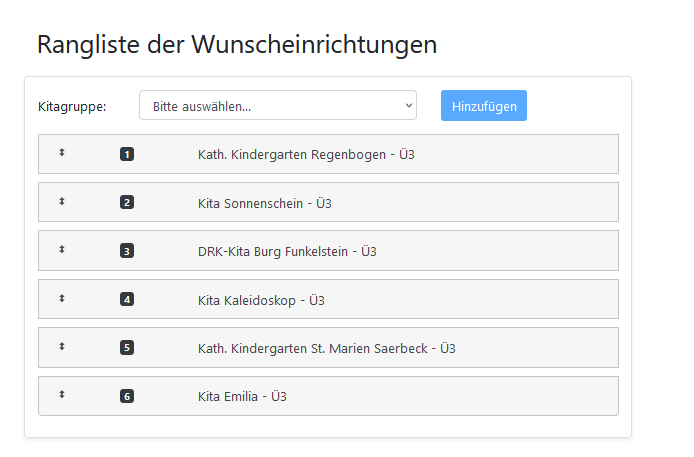 Rangliste der Wunscheinrichtungen
Kitagruppe: Bitte auswählen... Hinzufügen
1 Kath. Kindergarten Regenbogen - Ü3
2 Kita Sonnenschein - Ü3
3 DRK-Kita Burg Funkelstein - Ü3
4 Kita Kaleidoskop - Ü3
5 Kath. Kindergarten St. Marien Saerbeck - Ü3
6 Kita Emilia - Ü3